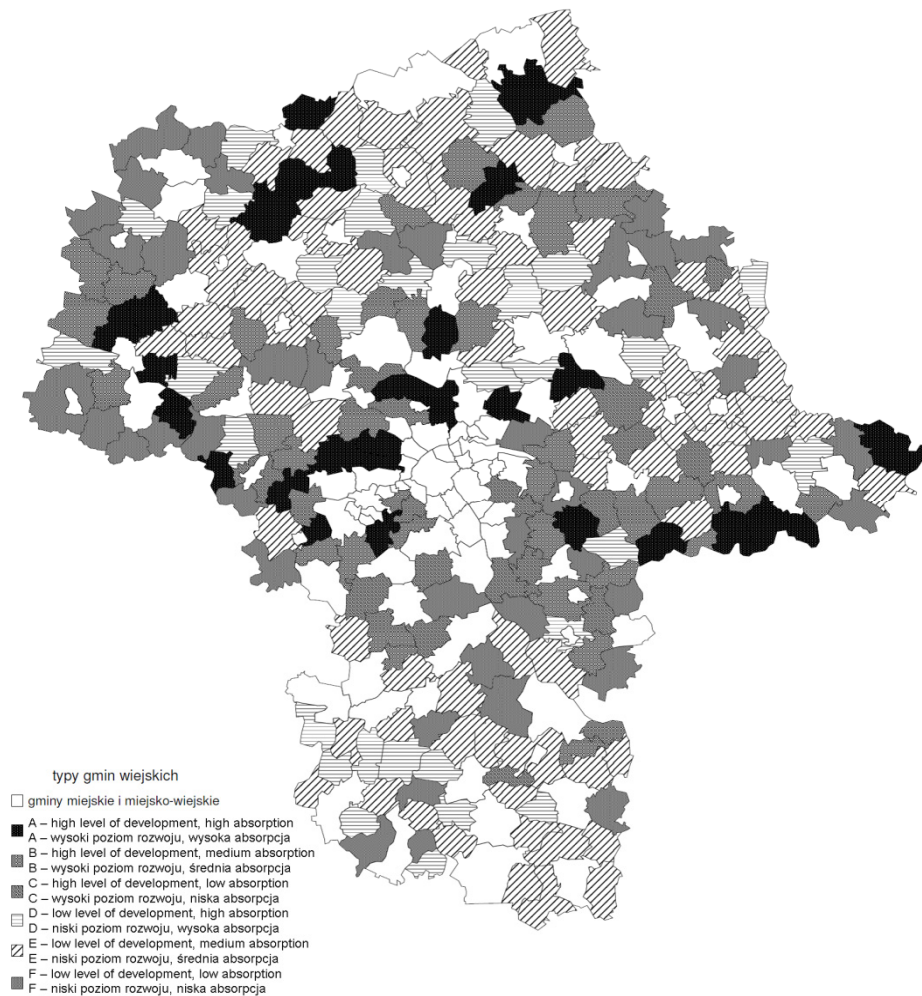 typy gmin wiejskich
gminy miejskie i miejsko-wiejskie
A – high level of development, high absorption
A – wysoki poziom rozwoju, wysoka absorpcja
B – high level of development, medium absorption
B – wysoki poziom rozwoju, średnia absorpcja
C – high level of development, low absorption
C – wysoki poziom rozwoju, niska absorpcja
D – low level of development, high absorption
D – niski poziom rozwoju, wysoka absorpcja
E – low level of development, medium absorption
E – niski poziom rozwoju, średnia absorpcja
F – low level of development, low absorption
F – niski poziom rozwoju, niska absorpcja